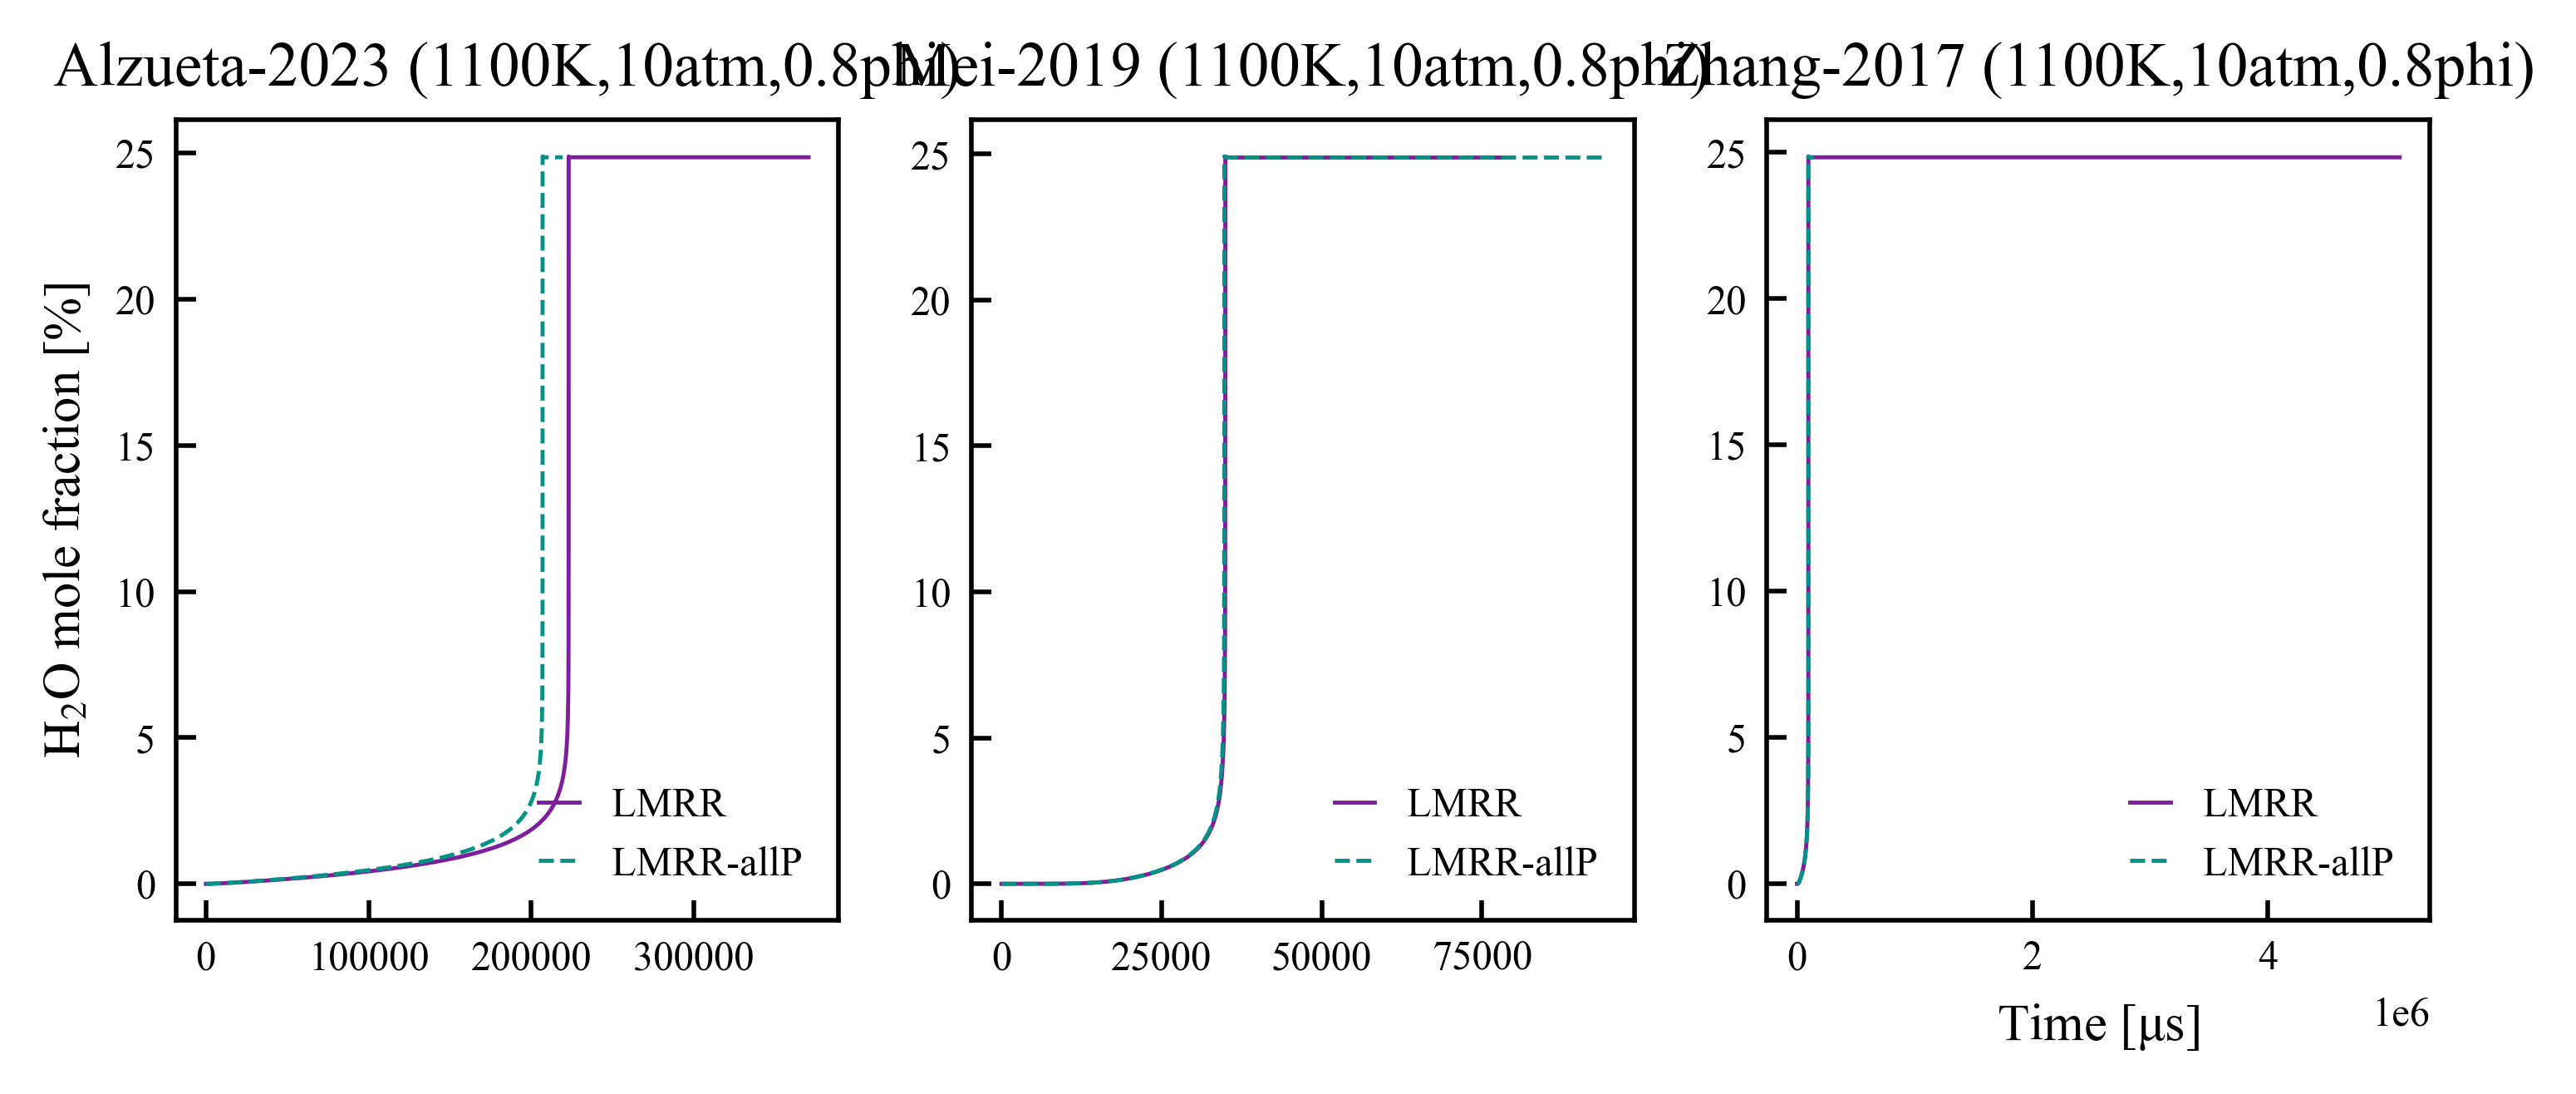 Alzueta-2023 (1100K,10atm,0.8phi)
Mei-2019 (1100K,10atm,0.8phi)
Zhang-2017 (1100K,10atm,0.8phi)
H₂O mole fraction [%]
25
20
15
10
5
0
0
100000
200000
300000
LMRR
LMRR-allP
25
20
15
10
5
0
0
25000
50000
75000
LMRR
LMRR-allP
25
20
15
10
5
0
0
2
4
1e6
LMRR
LMRR-allP
Time [μs]